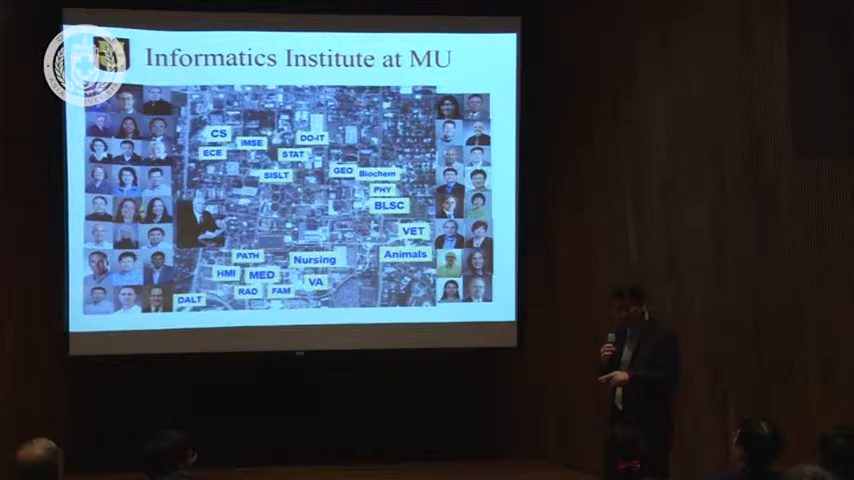 Informatics Institute at MU
CS
IMSE
DO-IT
ECE
STAT
SISLT
GEO
Biochem
PHY
BLSC
VET
Animals
PATH
Nursing
HMI
MED
VA
RAD
FAM
DALT